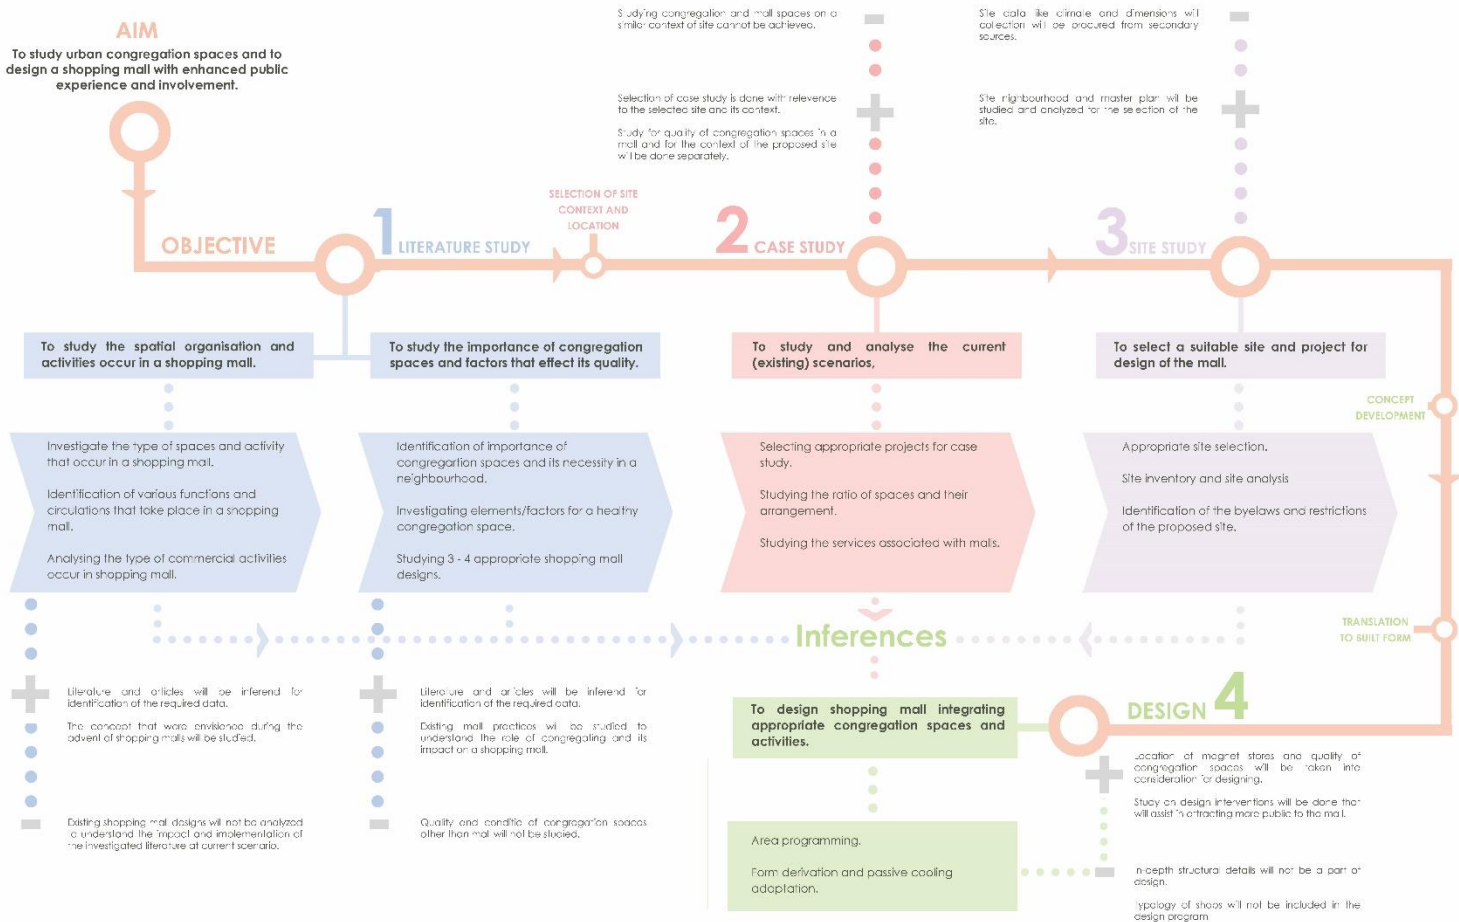 AIM
To study urban congregation spaces and to
design a shopping mall with enhanced public
experience and involvement.
Studying congregation and mall spaces on a
similar context of site cannot be achieved.
Selection of case study is done with relevence
to the selected site and its context.
Study for quality of congregation spaces in a
mall and for the context of the proposed site
will be done separately.
Site data like climate and dimensions will
collection will be procured from secondary
sources.
Site nighbourhood and master plan will be
studied and analyzed for the selection of the
site.
OBJECTIVE
1 LITERATURE STUDY
SELECTION OF SITE
CONTEXT AND
LOCATION
2 CASE STUDY
3 SITE STUDY
To study the spatial organisation and
activities occur in a shopping mall.
To study the importance of congregation
spaces and factors that effect its quality.
To study and analyse the current
(existing) scenarios,
To select a suitable site and project for
design of the mall.
CONCEPT
DEVELOPMENT
Investigate the type of spaces and activity
that occur in a shopping mall.
Identification of various functions and
circulations that take place in a shopping
mall.
Analysing the type of commercial activities
occur in shopping mall.
Identification of importance of
congregartion spaces and its necessity in a
neighbourhood.
Investigating elements/factors for a healthy
congregation space.
Studying 3 - 4 appropriate shopping mall
designs.
Selecting appropriate projects for case
study.
Studying the ratio of spaces and their
arrangement.
Studying the services associated with malls.
Appropriate site selection.
Site inventory and site analysis
Identification of the byelaws and restrictions
of the proposed site.
Inferences
TRANSLATION
TO BUILT FORM
Literature and articles will be inferend for
identification of the required data.
The concept that were envisioned during the
advent of shopping malls will be studied.
Existing shopping mall designs will not be analyzed
to understand the impact and implementation of
the investigated literature at current scenario.
Literature and articles will be inferend for
identification of the required data.
Existing mall practices will be studied to
understand the role of congregating and its
impact on a shopping mall.
Quality and conditio of congregation spaces
other than mall will not be studied.
To design shopping mall integrating
appropriate congregation spaces and
activities.
DESIGN 4
Area programming.
Form derivation and passive cooling
adaptation.
Location of magnet stores and quality of
congregation spaces will be taken into
consideration for designing.
Study on design interventions will be done that
will assist in attracting more public to the mall.
In-depth structural details will not be a part of
design.
Typology of shops will not be included in the
design program